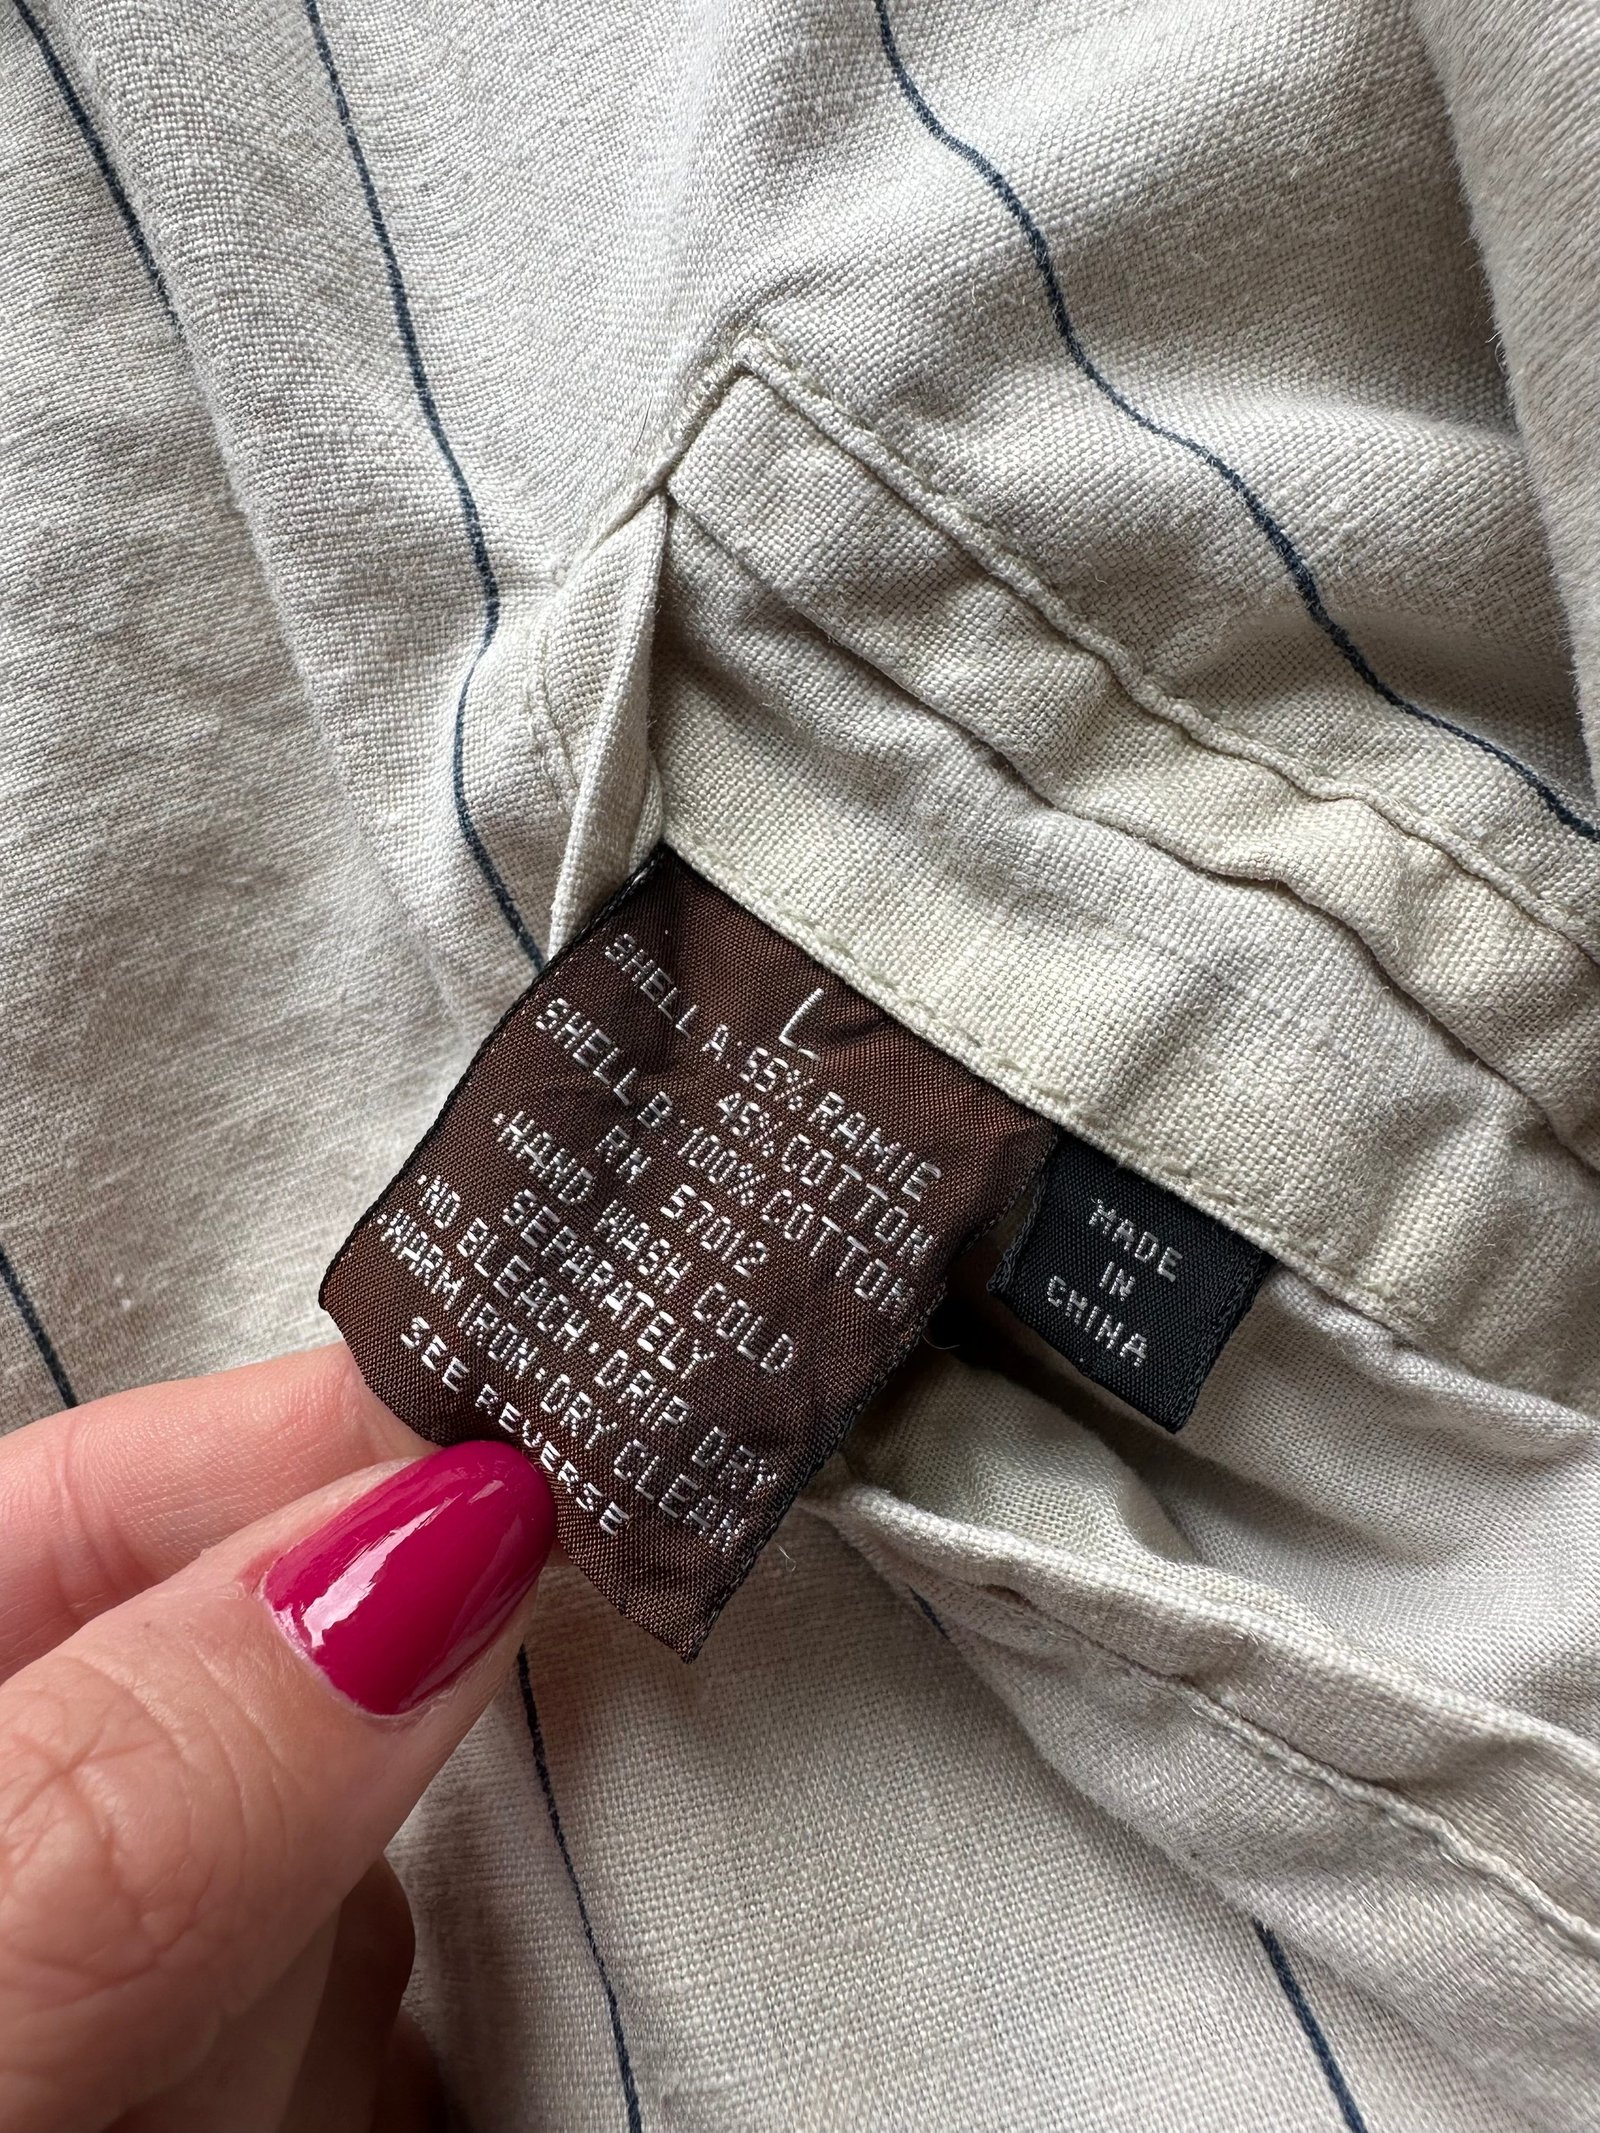 L
SHELL A:55% RAMIE
45% COTTON
SHELL B:100% COTTON
RN 57012
•HAND WASH COLD
SEPARATELY
•NO BLEACH•DRIP DRY
•WARM IRON•DRY CLEAN
SEE REVERSE
MADE
IN
CHINA